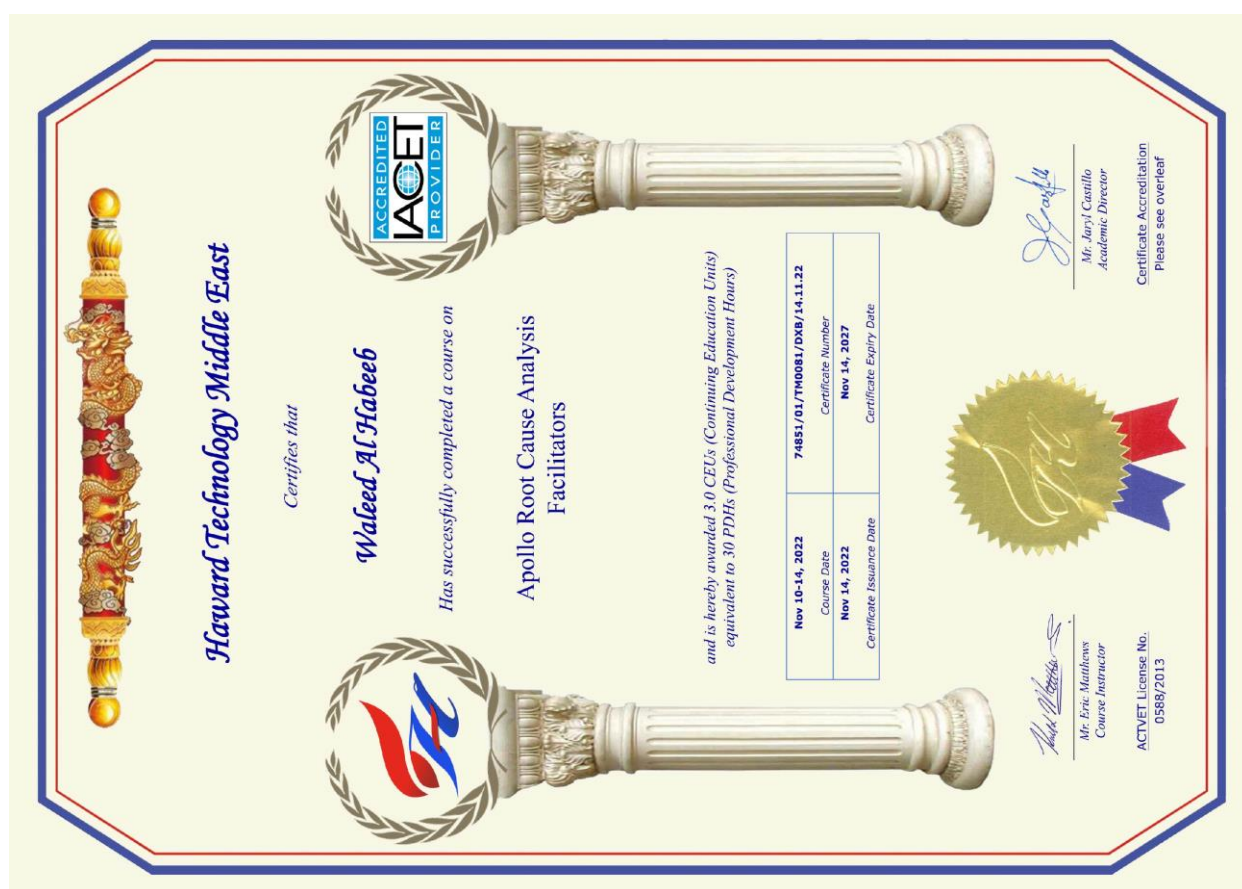 Haward Technology Middle East
Certifies that
Waleed Al Habeeb
Has successfully completed a course on
Apollo Root Cause Analysis
Facilitators
ACCREDITED
IACET
PROVIDER
and is hereby awarded 3.0 CEUs (Continuing Education Units)
equivalent to 30 PDHs (Professional Development Hours)
Nov 10-14, 2022
Course Date
74851/01/TM0081/DXB/14.11.22
Certificate Number
Nov 14, 2022
Certificate Issuance Date
Nov 14, 2027
Certificate Expiry Date
Mr. Eric Matthews
Course Instructor
Mr. Jaryl Castillo
Academic Director
ACTVET License No.
0588/2013
Certificate Accreditation
Please see overleaf